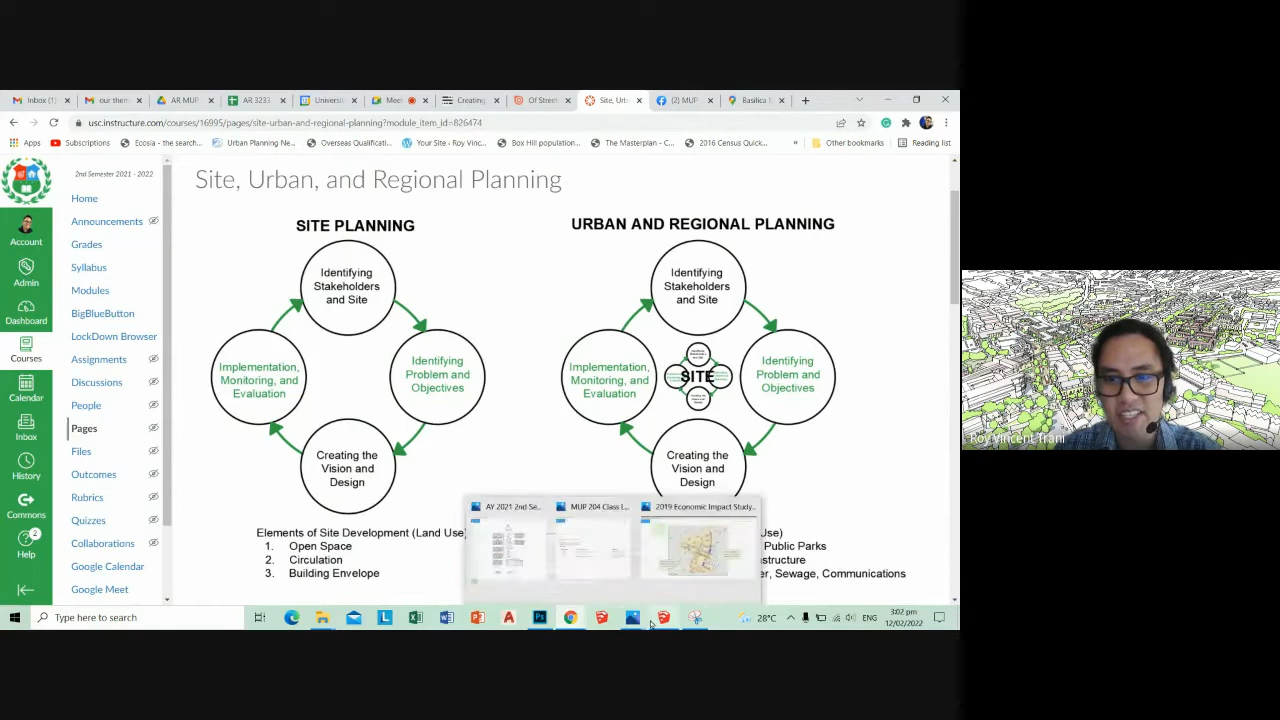 Inbox (1)
our them
AR MUP
AR 3233
Universit
Meet
Creating
Of Street
Site, Urb
(2) MUP
Basilica
usc.instructure.com/courses/16995/pages/site-urban-and-regional-planning?module_item_id=826474
Apps
Subscriptions
Ecosia - the search...
Urban Planning Ne...
Overseas Qualificati...
Your Site ‹ Roy Vinc...
Box Hill population...
The Masterplan - C...
2016 Census Quick...
»
Other bookmarks
Reading list
2nd Semester 2021 - 2022
Account
Admin
Dashboard
Courses
Calendar
Inbox
History
Commons
2
Help
Home
Announcements
Grades
Syllabus
Modules
BigBlueButton
LockDown Browser
Assignments
Discussions
People
Pages
Files
Outcomes
Rubrics
Quizzes
Collaborations
Google Calendar
Google Meet
Site, Urban, and Regional Planning
SITE PLANNING
Identifying
Stakeholders
and Site
Implementation,
Monitoring, and
Evaluation
Identifying
Problem and
Objectives
Creating the
Vision and
Design
Elements of Site Development (Land Use)
1. Open Space
2. Circulation
3. Building Envelope
URBAN AND REGIONAL PLANNING
Identifying
Stakeholders
and Site
Implementation,
Monitoring, and
Evaluation
SITE
Identifying
Problem and
Objectives
Creating the
Vision and
Design
Use)
Public Parks
structure
er, Sewage, Communications
AY 2021 2nd Se...
MUP 204 Class L...
2019 Economic Impact Study...
Roy Vincent Trani
Type here to search
28°C
ENG
3:02 pm
12/02/2022